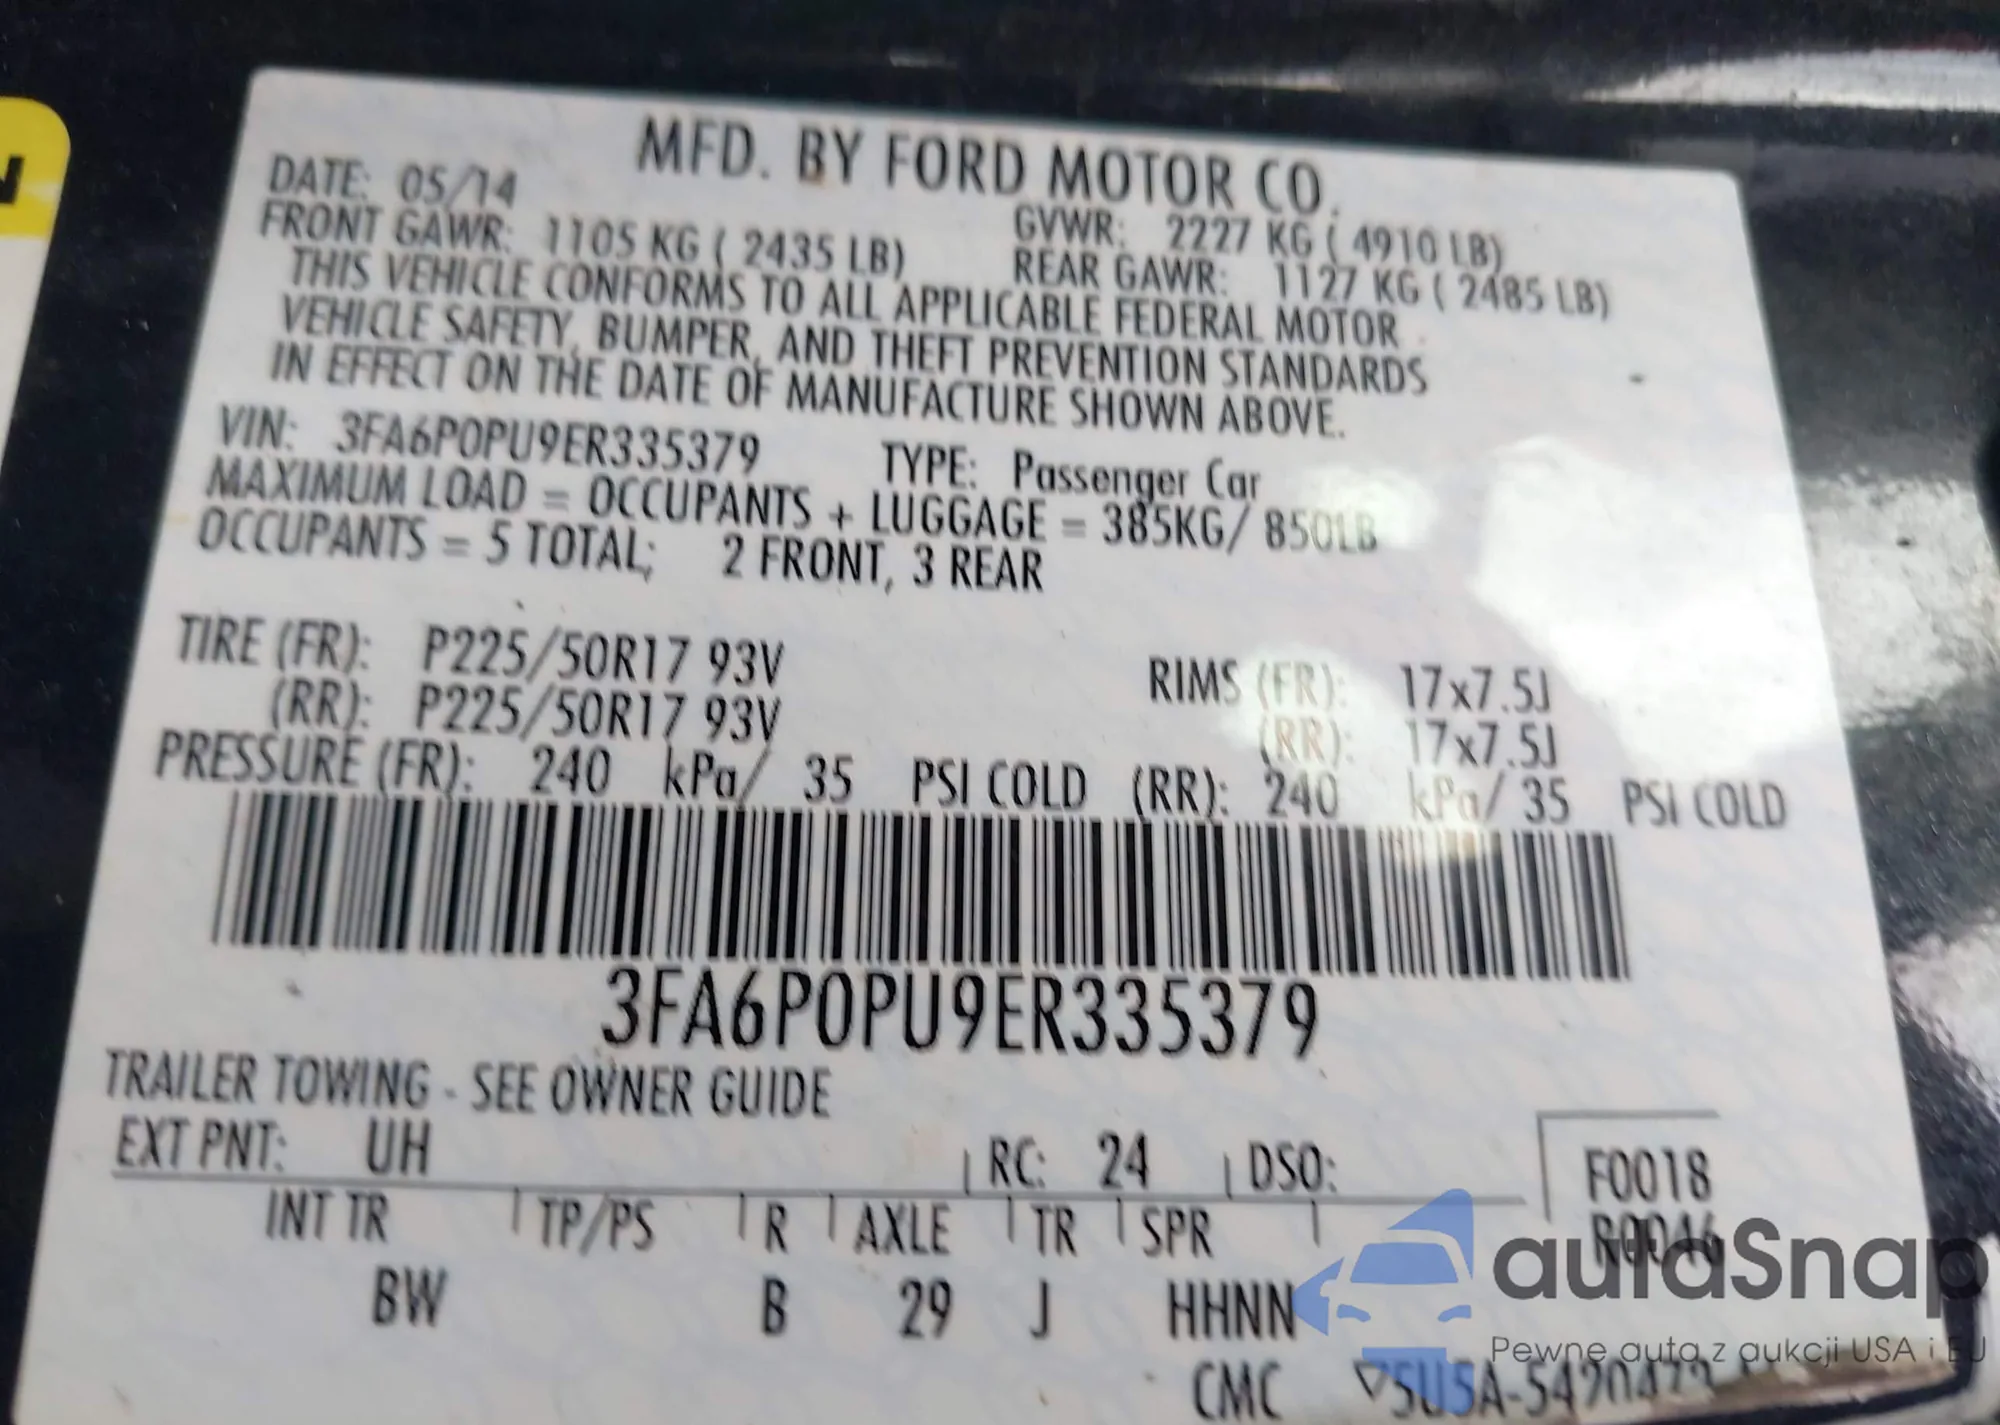 MFD. BY FORD MOTOR CO.
DATE: 05/14
GVWR: 2227 KG ( 4910 LB)
FRONT GAWR: 1105 KG ( 2435 LB)
REAR GAWR: 1127 KG ( 2485 LB)
THIS VEHICLE CONFORMS TO ALL APPLICABLE FEDERAL MOTOR
VEHICLE SAFETY, BUMPER, AND THEFT PREVENTION STANDARDS
IN EFFECT ON THE DATE OF MANUFACTURE SHOWN ABOVE.
VIN: 3FA6P0PU9ER335379 TYPE: Passenger Car
MAXIMUM LOAD = OCCUPANTS + LUGGAGE = 385KG/ 850LB
OCCUPANTS = 5 TOTAL; 2 FRONT, 3 REAR
TIRE (FR): P225/50R17 93V RIMS (FR): 17x7.5J
(RR): P225/50R17 93V (RR): 17x7.5J
PRESSURE (FR): 240 kPa/ 35 PSI COLD (RR): 240 kPa/ 35 PSI COLD
3FA6P0PU9ER335379
TRAILER TOWING - SEE OWNER GUIDE
EXT PNT: UH RC: 24 DSO: F0018
R0046
INT TR TP/PS R AXLE TR SPR
BW B 29 J HHNN
CMC
autaSnap
Pewne auta z aukcji USA i EU